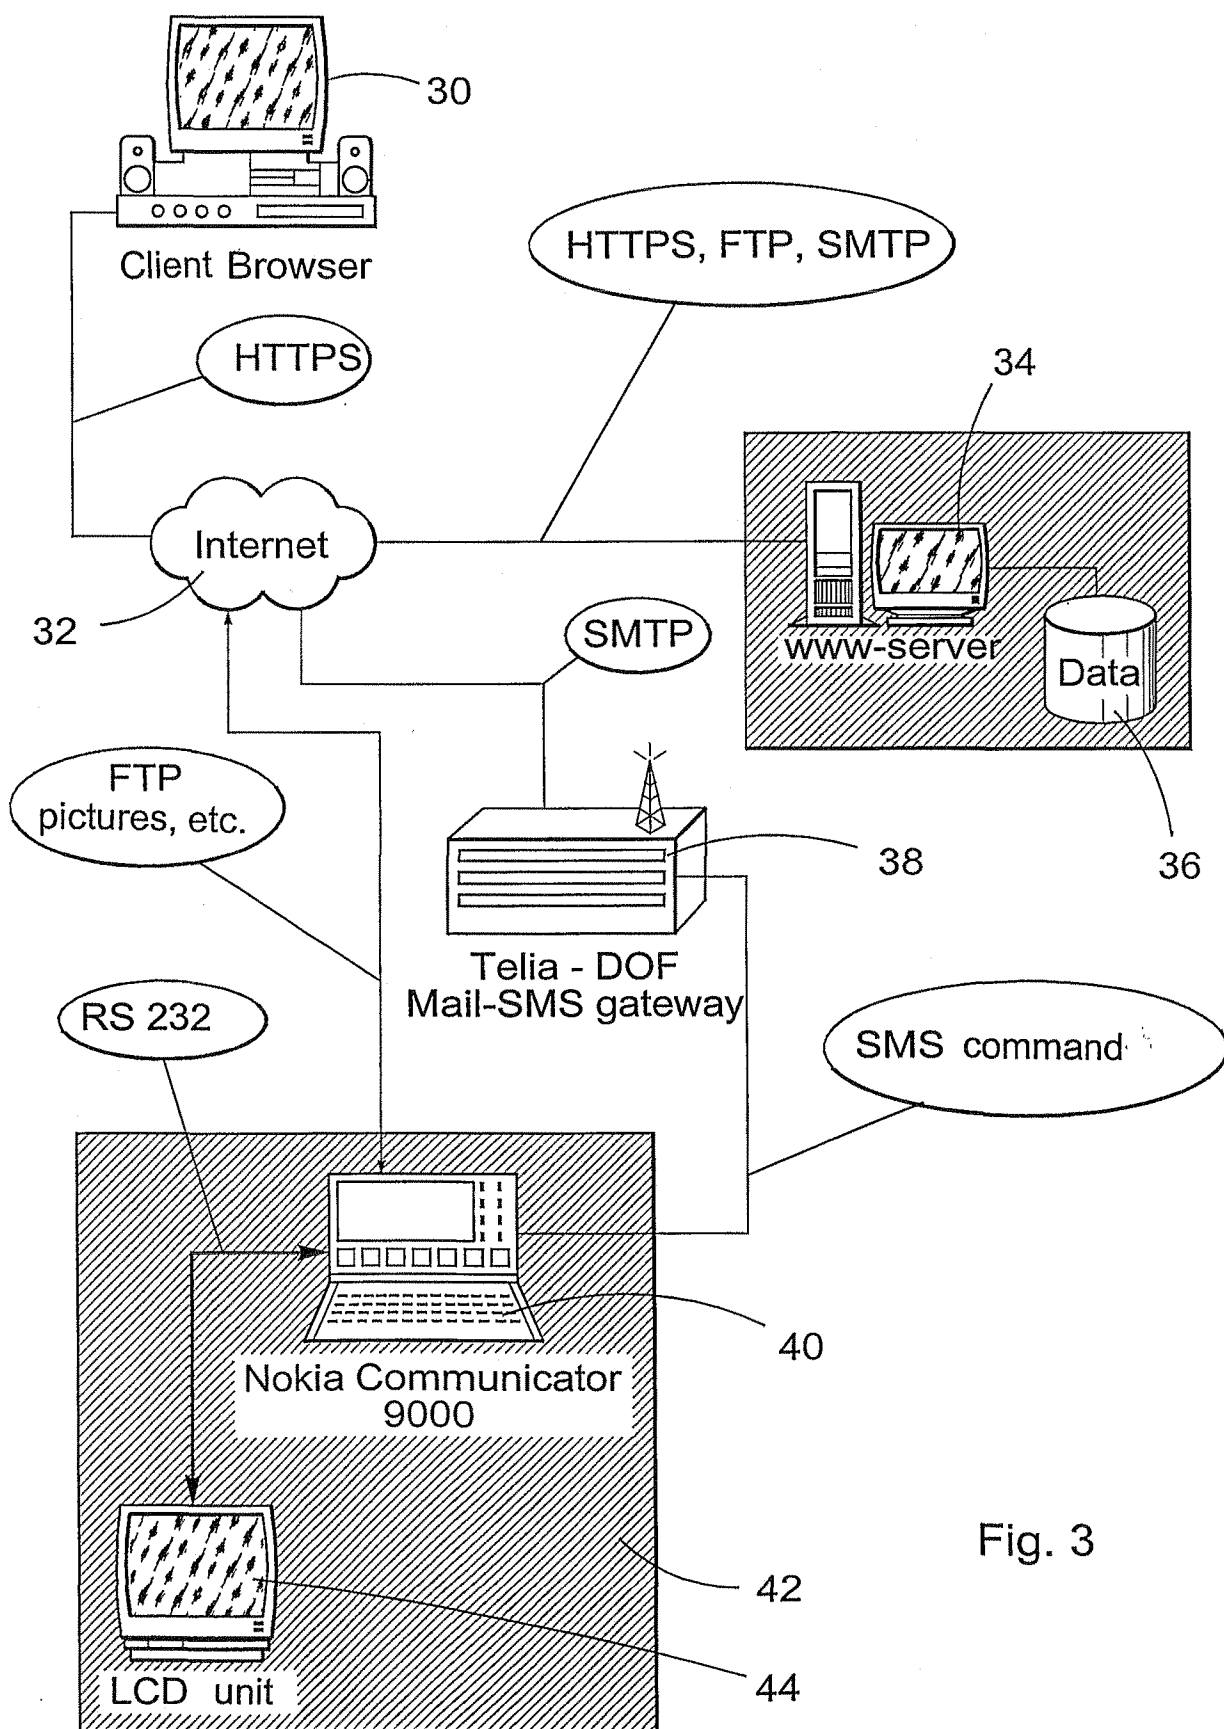 30
Client Browser
HTTPS, FTP, SMTP
HTTPS
34
Internet
32
www-server
SMTP
Data
FTP
pictures, etc.
38
36
Telia - DOF
Mail-SMS gateway
RS 232
SMS command
40
Nokia Communicator
9000
Fig. 3
42
44
LCD unit